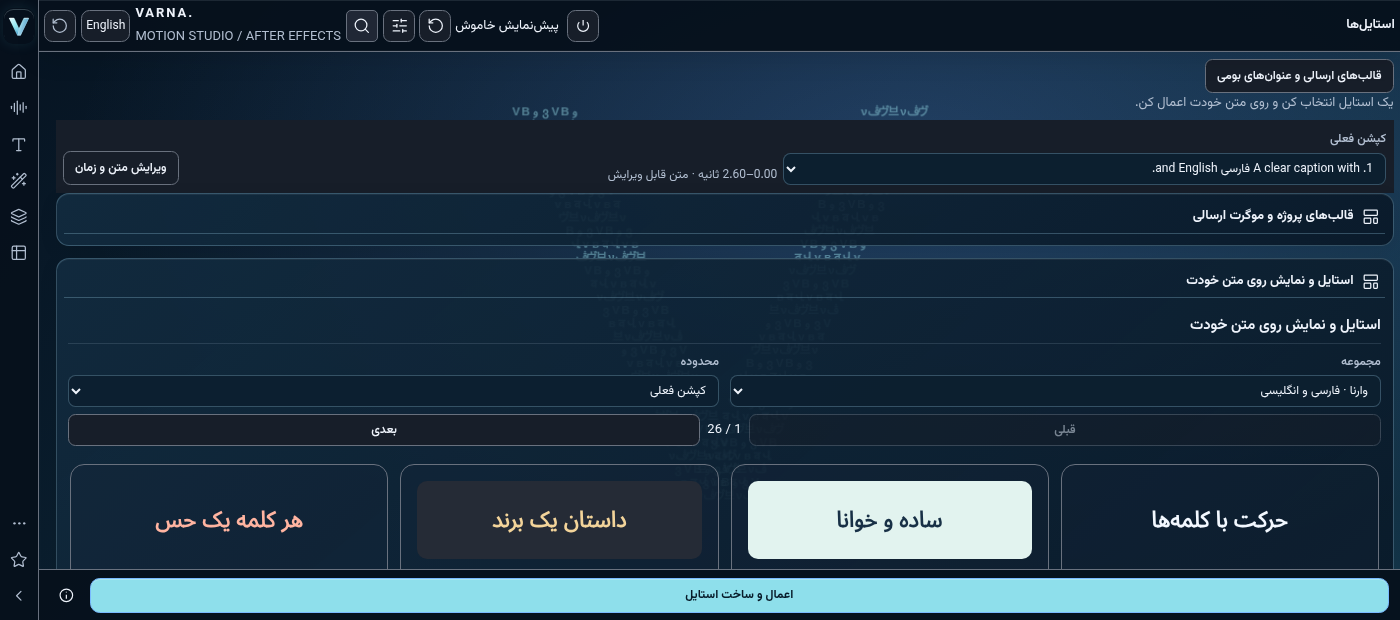 استایل‌ها
پیش‌نمایش خاموش
VARNA.
MOTION STUDIO / AFTER EFFECTS
English
قالب‌های ارسالی و عنوان‌های بومی
یک استایل انتخاب کن و روی متن خودت اعمال کن.
کپشن فعلی
1. A clear caption with فارسی and English.
0.00–2.60 ثانیه · متن قابل ویرایش
ویرایش متن و زمان
قالب‌های پروژه و موگرت ارسالی
استایل و نمایش روی متن خودت
استایل و نمایش روی متن خودت
مجموعه
محدوده
وارنا · فارسی و انگلیسی
کپشن فعلی
قبلی
1 / 26
بعدی
حرکت با کلمه‌ها
ساده و خوانا
داستان یک برند
هر کلمه یک حس
اعمال و ساخت استایل